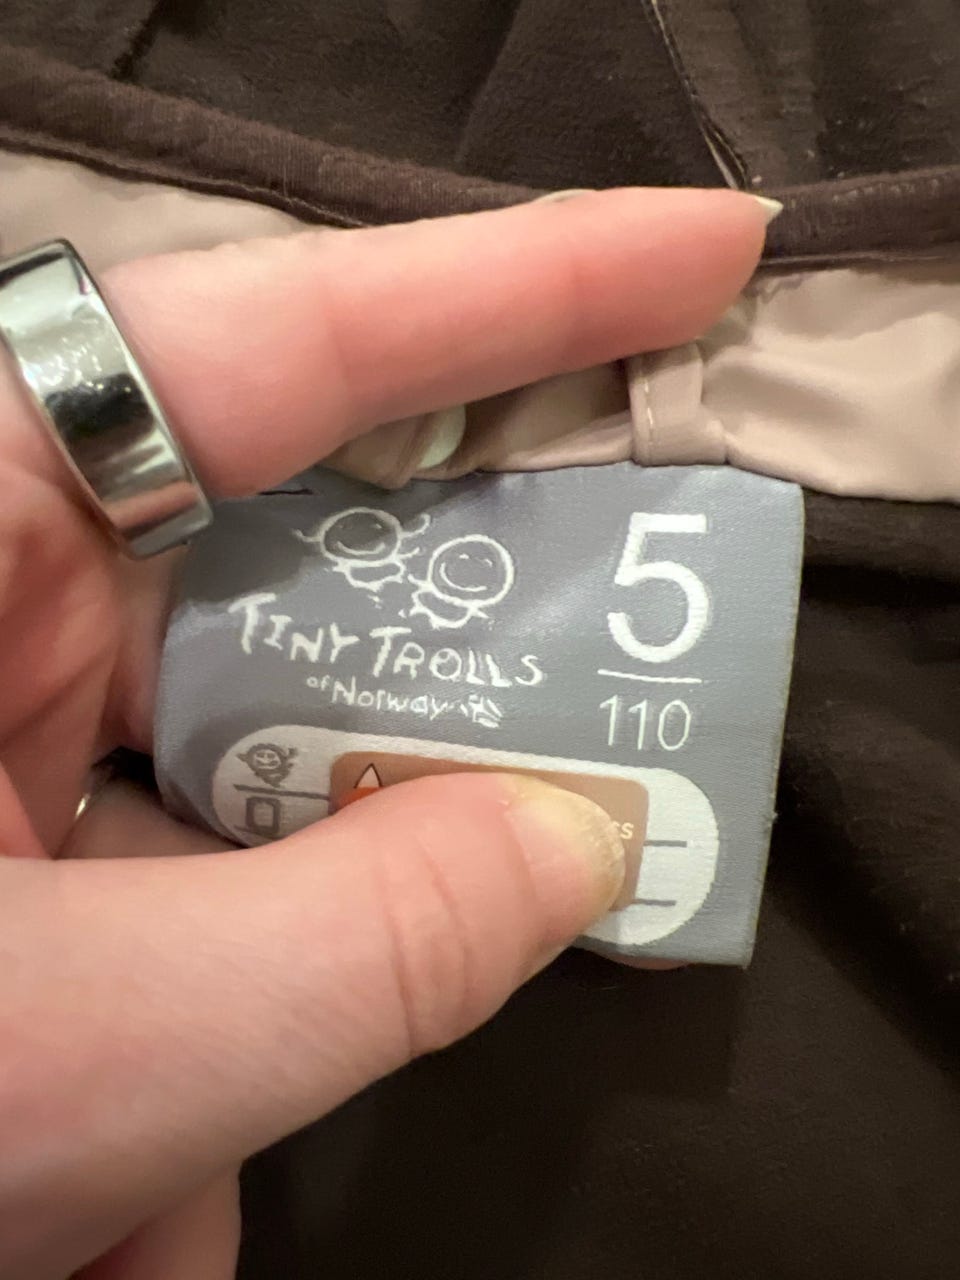 TINY TROLLS
of Norway
5
110